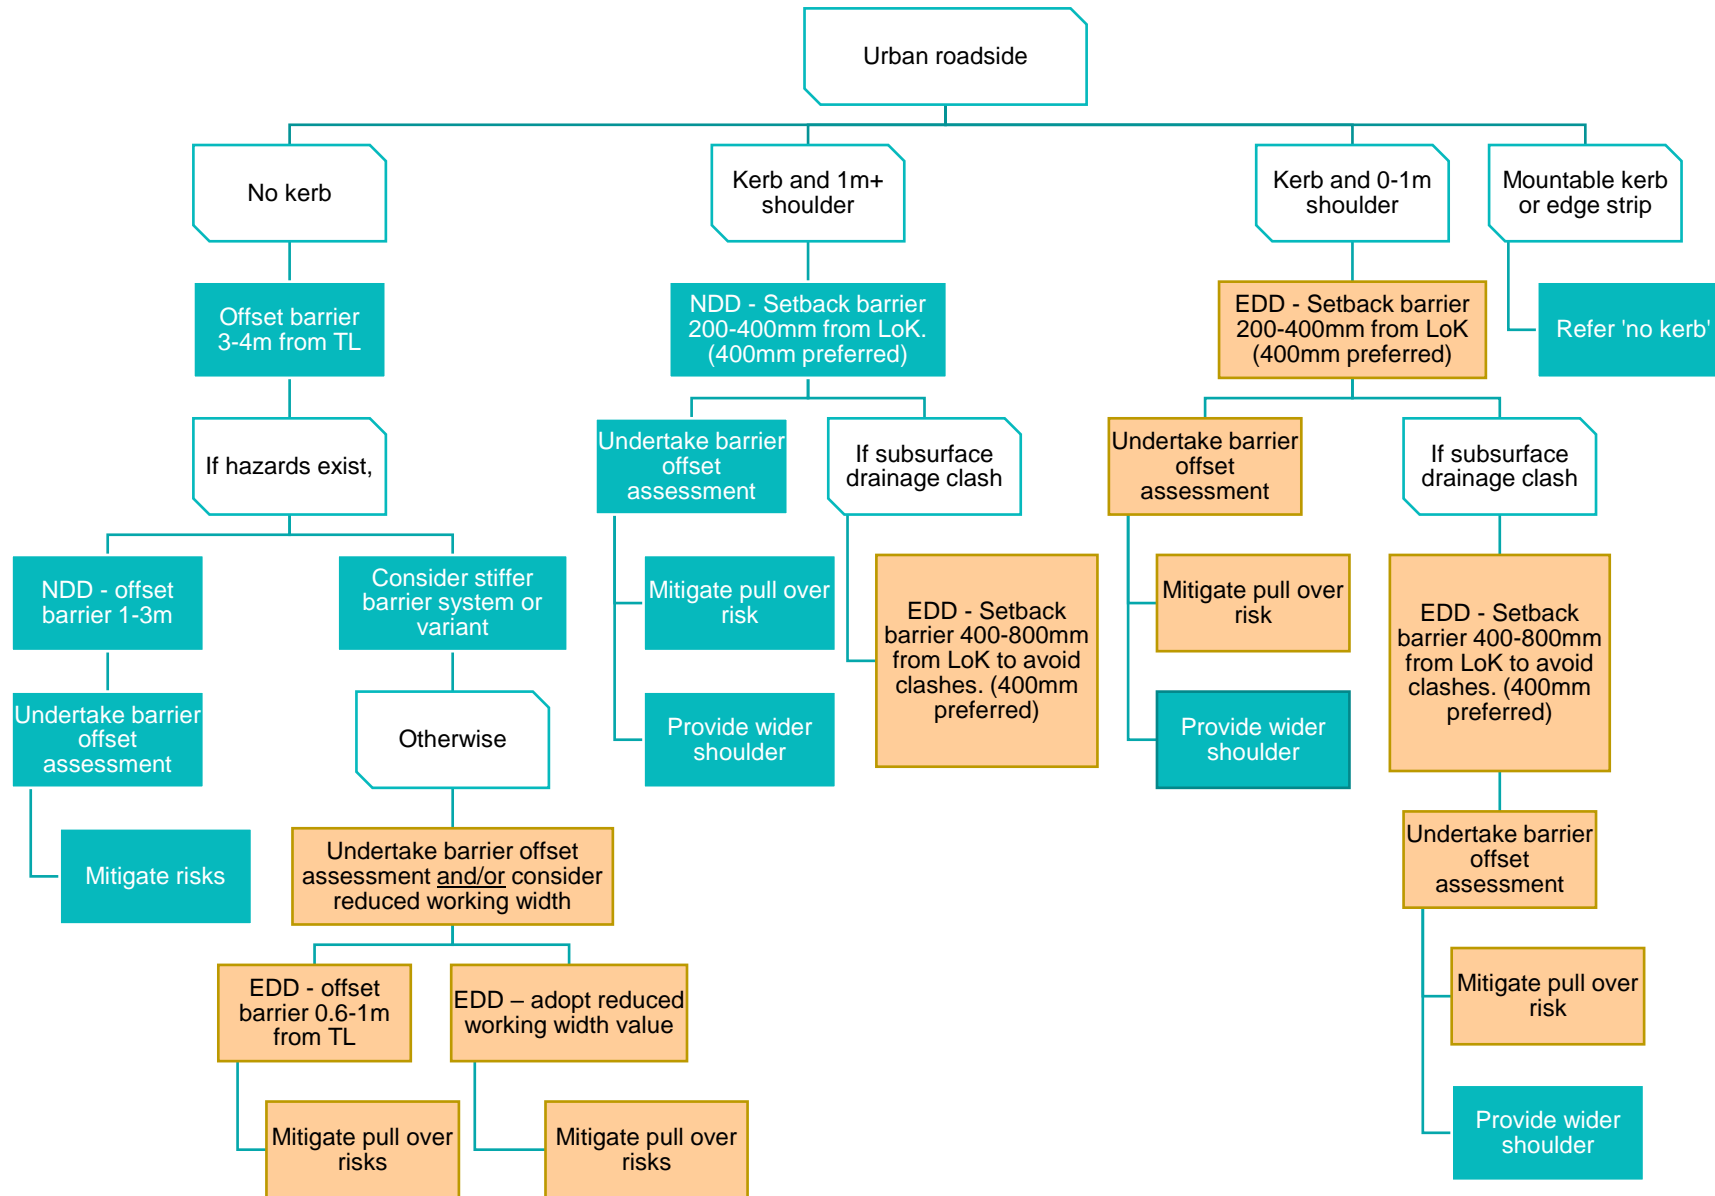 Urban roadside
No kerb
Kerb and 1m+
shoulder
Kerb and 0-1m
shoulder
Mountable kerb
or edge strip
Offset barrier
3-4m from TL
NDD - Setback barrier
200-400mm from LoK.
(400mm preferred)
EDD - Setback barrier
200-400mm from LoK
(400mm preferred)
Refer 'no kerb'
If hazards exist,
Undertake barrier
offset
assessment
If subsurface
drainage clash
Undertake barrier
offset
assessment
If subsurface
drainage clash
NDD - offset
barrier 1-3m
Consider stiffer
barrier system or
variant
Mitigate pull over
risk
EDD - Setback
barrier 400-800mm
from LoK to avoid
clashes. (400mm
preferred)
Mitigate pull over
risk
EDD - Setback
barrier 400-800mm
from LoK to avoid
clashes. (400mm
preferred)
Undertake barrier
offset
assessment
Otherwise
Provide wider
shoulder
Provide wider
shoulder
Mitigate risks
Undertake barrier offset
assessment and/or consider
reduced working width
Undertake barrier
offset
assessment
EDD - offset
barrier 0.6-1m
from TL
EDD – adopt reduced
working width value
Mitigate pull over
risk
Mitigate pull over
risks
Mitigate pull over
risks
Provide wider
shoulder